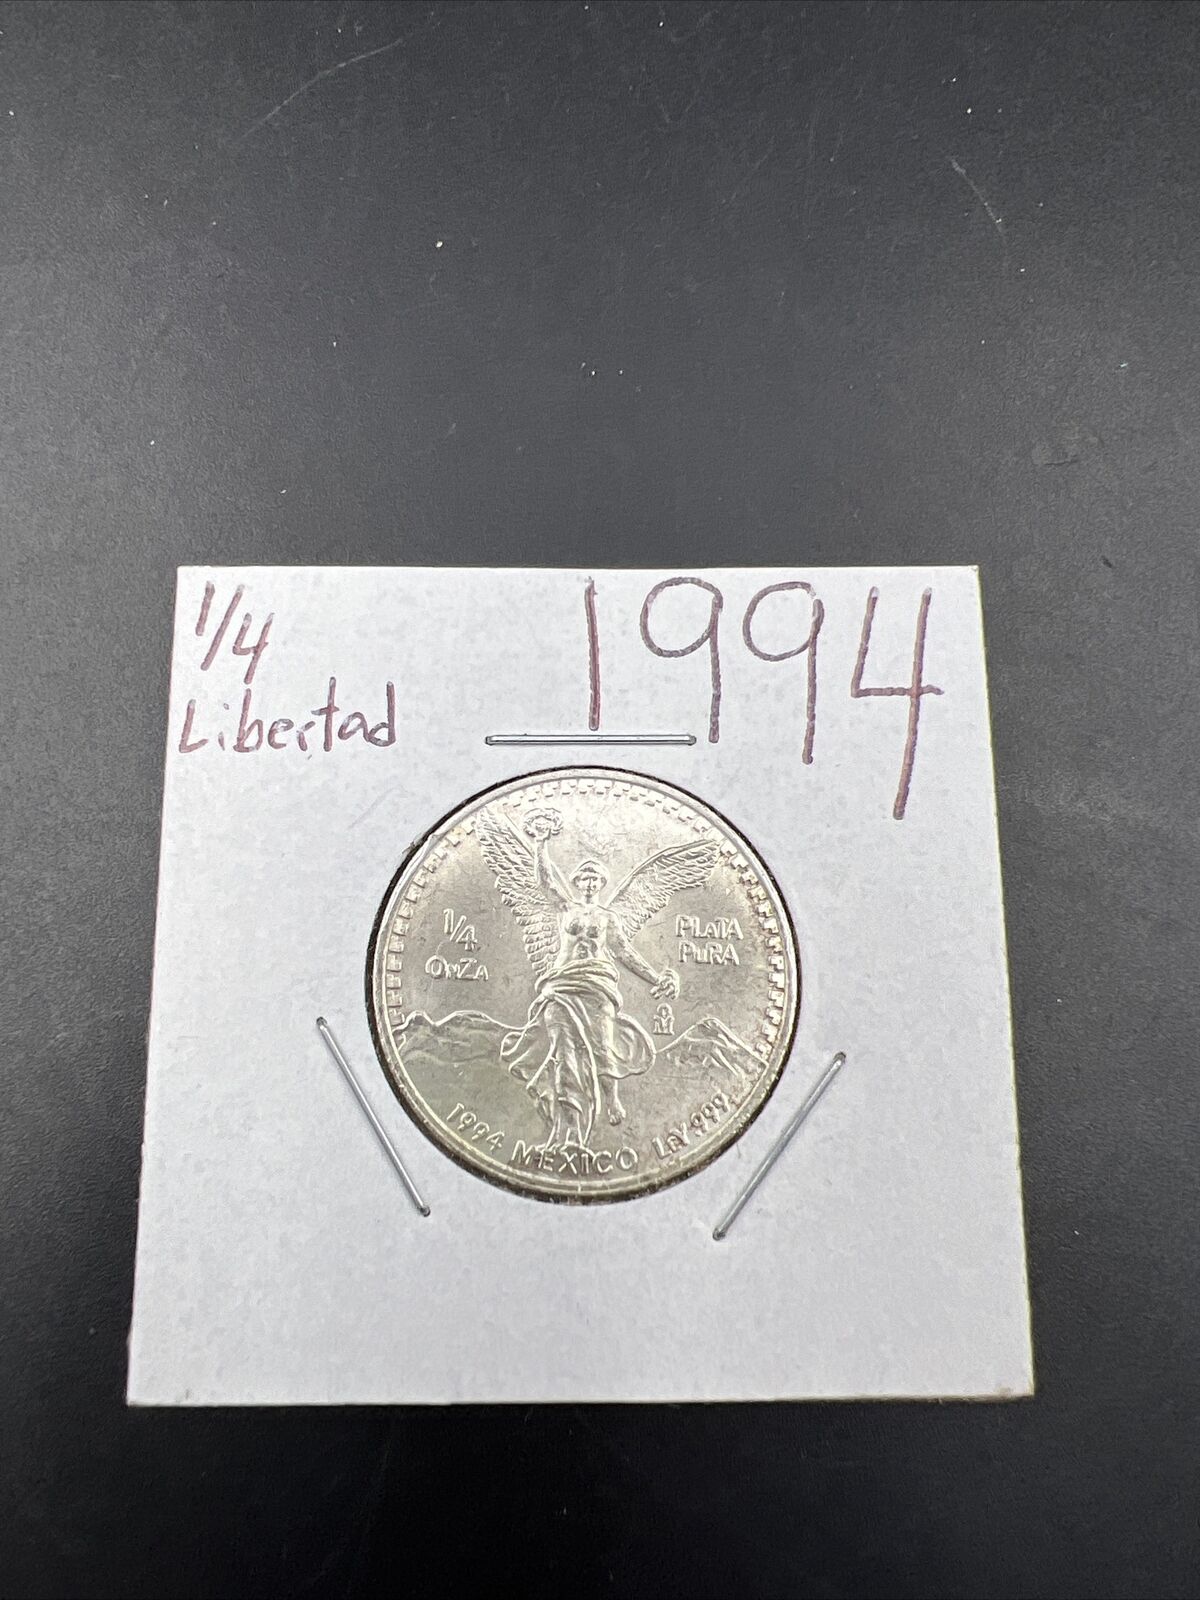 1/4
Libertad
1994
1/4
ONZA
PLATA
PURA
M
1994 MEXICO LEY .999